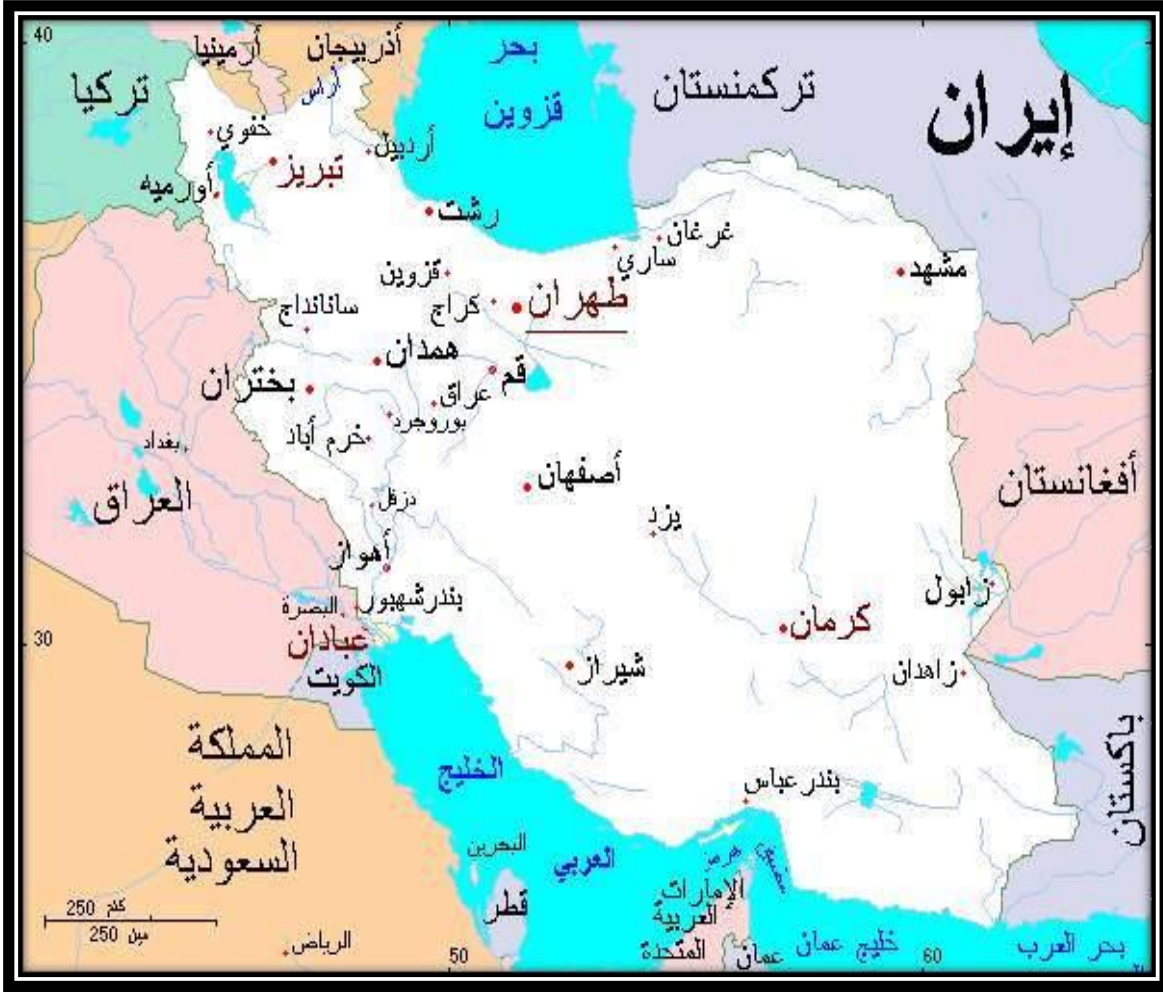 40
أرمينيا
أذربيجان
بحر
قزوين
تركمنستان
إيران
تركيا
أراس
خفوي
أردبيل
تبريز
أورميه
رشت
غرغان
ساري
مشهد
قزوين
طهران
كراج
سانانداج
همدان
قم
بختران
عراق
بوروجرد
خرم أباد
بغداد
العراق
أصفهان
أفغانستان
دزفل
يزد
أهواز
زابول
بندرشهبور
البصرة
كرمان
30
عبادان
الكويت
شيراز
زاهدان
باكستان
المملكة
العربية
السعودية
الخليج
العربي
بندر عباس
البحرين
مضيق
هرمز
الإمارات
العربية
المتحدة
قطر
250 كلم
250 ميل
الرياض
50
عمان
خليج عمان
60
بحر العرب